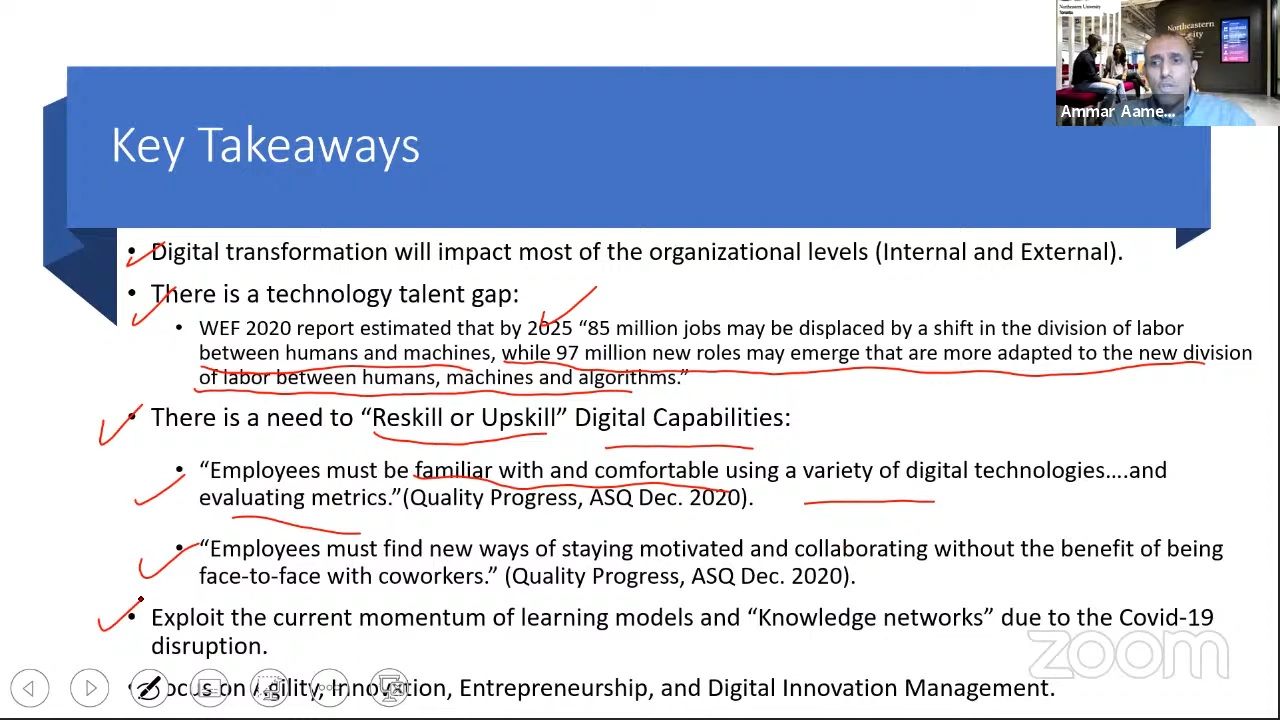 Northeastern University
Toronto
Northeastern
Ammar Aame...
Key Takeaways
• Digital transformation will impact most of the organizational levels (Internal and External).
• There is a technology talent gap:
• WEF 2020 report estimated that by 2025 “85 million jobs may be displaced by a shift in the division of labor
between humans and machines, while 97 million new roles may emerge that are more adapted to the new division
of labor between humans, machines and algorithms.”
• There is a need to “Reskill or Upskill” Digital Capabilities:
• “Employees must be familiar with and comfortable using a variety of digital technologies….and
evaluating metrics.”(Quality Progress, ASQ Dec. 2020).
• “Employees must find new ways of staying motivated and collaborating without the benefit of being
face-to-face with coworkers.” (Quality Progress, ASQ Dec. 2020).
• Exploit the current momentum of learning models and “Knowledge networks” due to the Covid-19
disruption.
• Focus on Agility, Innovation, Entrepreneurship, and Digital Innovation Management.
zoom